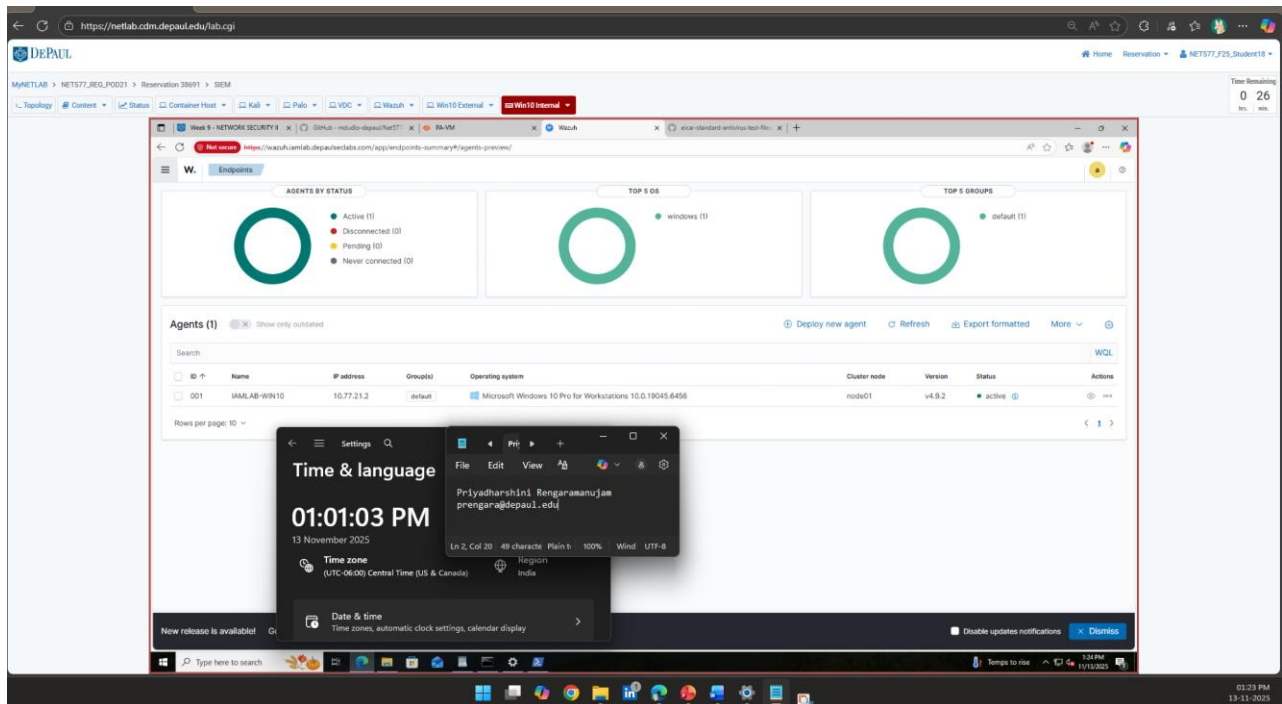 https://netlab.cdm.depaul.edu/lab.cgi
DEPAUL
Home Reservation NET577_F25_Student18
MyNETLAB > NET577_REG_POD21 > Reservation 38691 > SIEM
Time Remaining
0 26
hrs. min.
Topology Content Status Container Host Kali Palo VDC Wazuh Win10 External Win10 Internal
Week 9 - NETWORK SECURITY II PA-VM Wazuh
Not secure https://wazuh.iamlab.depaulseclabs.com/app/endpoints-summary#/agents-preview/
W. Endpoints a
AGENTS BY STATUS
Active (1)
Disconnected (0)
Pending (0)
Never connected (0)
TOP 5 OS
windows (1)
TOP 5 GROUPS
default (1)
Agents (1) Show only outdated Deploy new agent Refresh Export formatted More
Search WQL
ID Name IP address Group(s) Operating system Cluster node Version Status Actions
001 IAMLAB-WIN10 10.77.21.2 default Microsoft Windows 10 Pro for Workstations 10.0.19045.6456 node01 v4.9.2 active
Rows per page: 10 1
Settings
Time & language
01:01:03 PM
13 November 2025
Time zone
(UTC-06:00) Central Time (US & Canada)
Region
India
Date & time
Time zones, automatic clock settings, calendar display
File Edit View
Priyadharshini Rengaramanujam
prengara@depaul.edu
Ln 2, Col 20 49 characte Plain t 100% Wind UTF-8
New release is available! Disable updates notifications Dismiss
Type here to search Temps to rise 1:24 PM
11/13/2025
01:23 PM
13-11-2025